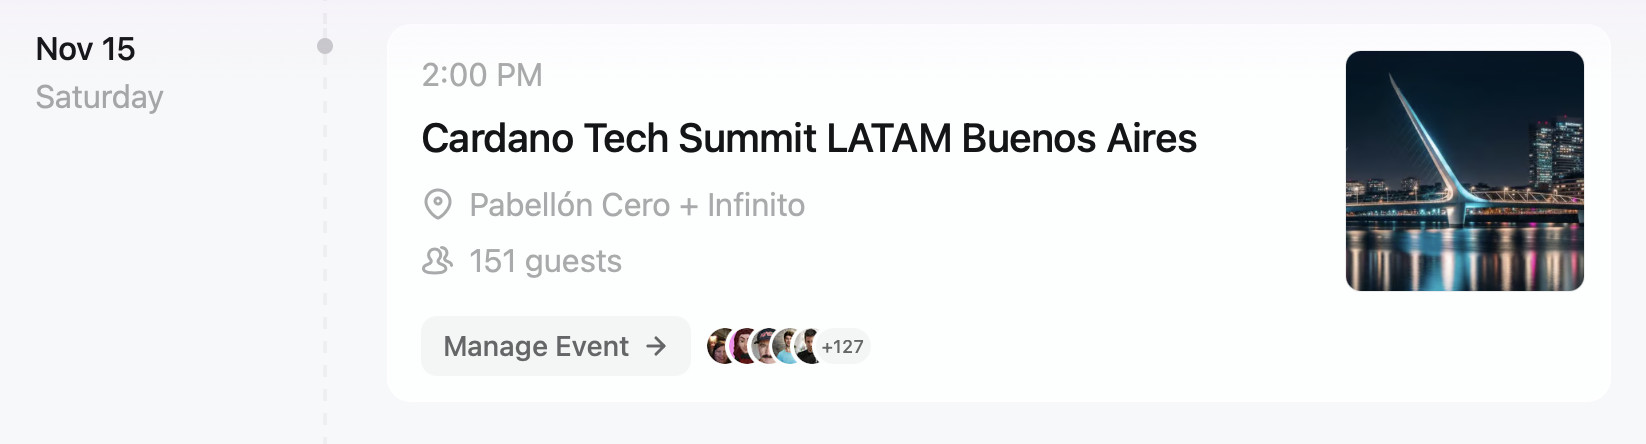 Nov 15
Saturday
2:00 PM
Cardano Tech Summit LATAM Buenos Aires
Pabellón Cero + Infinito
151 guests
Manage Event →
+127